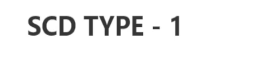 SCD TYPE - 1